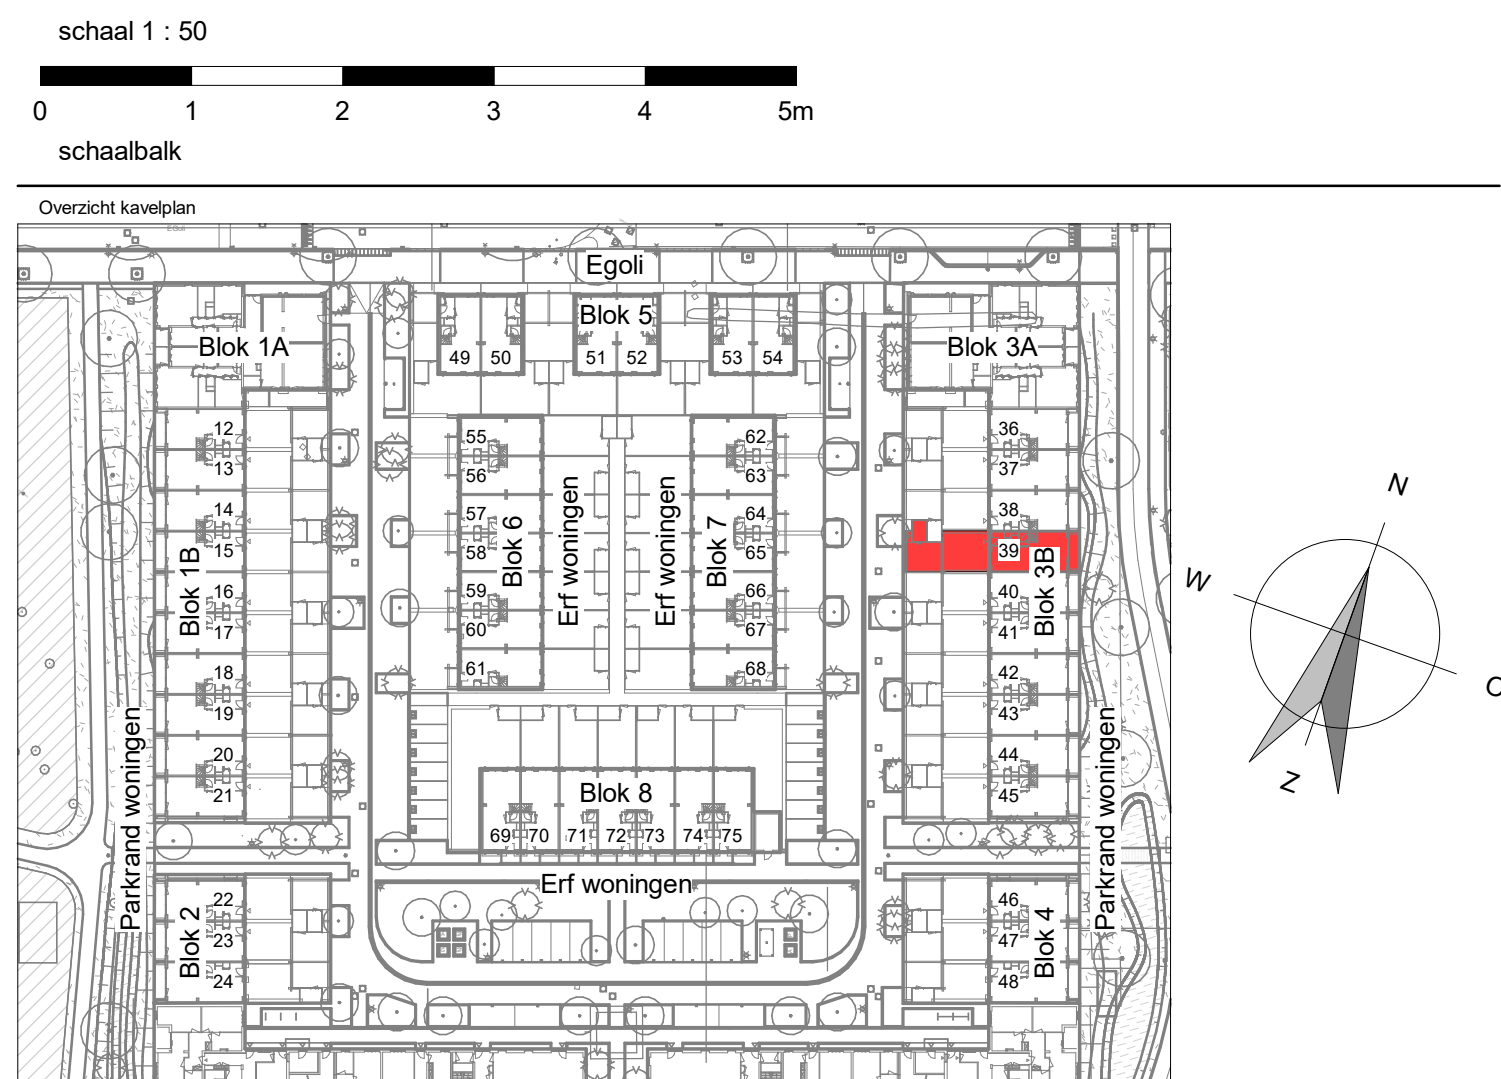 schaal 1 : 50
0 1 2 3 4 5m
schaalbalk
Overzicht kavelplan
Egoli
Blok 5
49 50 51 52 53 54
Blok 1A
Blok 3A
12
13
14
15
16
17
18
19
20
21
Blok 1B
55
56
57
58
59
60
61
Blok 6
Erf woningen
Erf woningen
Blok 7
62
63
64
65
66
67
68
36
37
38
39
40
41
42
43
44
45
Blok 3B
N
W
O
Z
Parkrand woningen
Parkrand woningen
Blok 8
69 70 71 72 73 74 75
Erf woningen
Blok 2
22
23
24
46
47
48
Blok 4